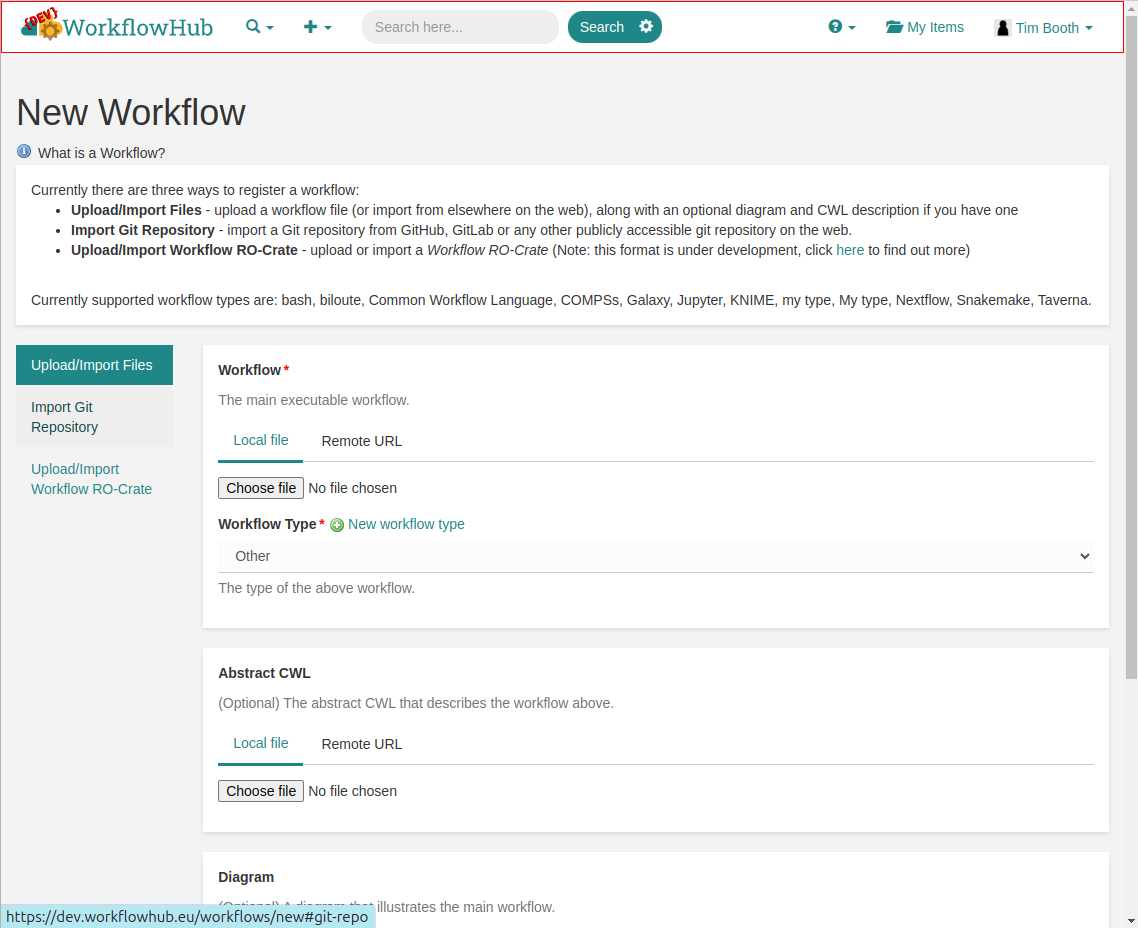 {DEV}
WorkflowHub
Search here...
Search
My Items
Tim Booth
New Workflow
What is a Workflow?
Currently there are three ways to register a workflow:
• Upload/Import Files - upload a workflow file (or import from elsewhere on the web), along with an optional diagram and CWL description if you have one
• Import Git Repository - import a Git repository from GitHub, GitLab or any other publicly accessible git repository on the web.
• Upload/Import Workflow RO-Crate - upload or import a Workflow RO-Crate (Note: this format is under development, click here to find out more)
Currently supported workflow types are: bash, biloute, Common Workflow Language, COMPSs, Galaxy, Jupyter, KNIME, my type, My type, Nextflow, Snakemake, Taverna.
Upload/Import Files
Import Git
Repository
Upload/Import
Workflow RO-Crate
Workflow *
The main executable workflow.
Local file Remote URL
Choose file No file chosen
Workflow Type * New workflow type
Other
The type of the above workflow.
Abstract CWL
(Optional) The abstract CWL that describes the workflow above.
Local file Remote URL
Choose file No file chosen
Diagram
(Optional) A diagram that illustrates the main workflow.
https://dev.workflowhub.eu/workflows/new#git-repo